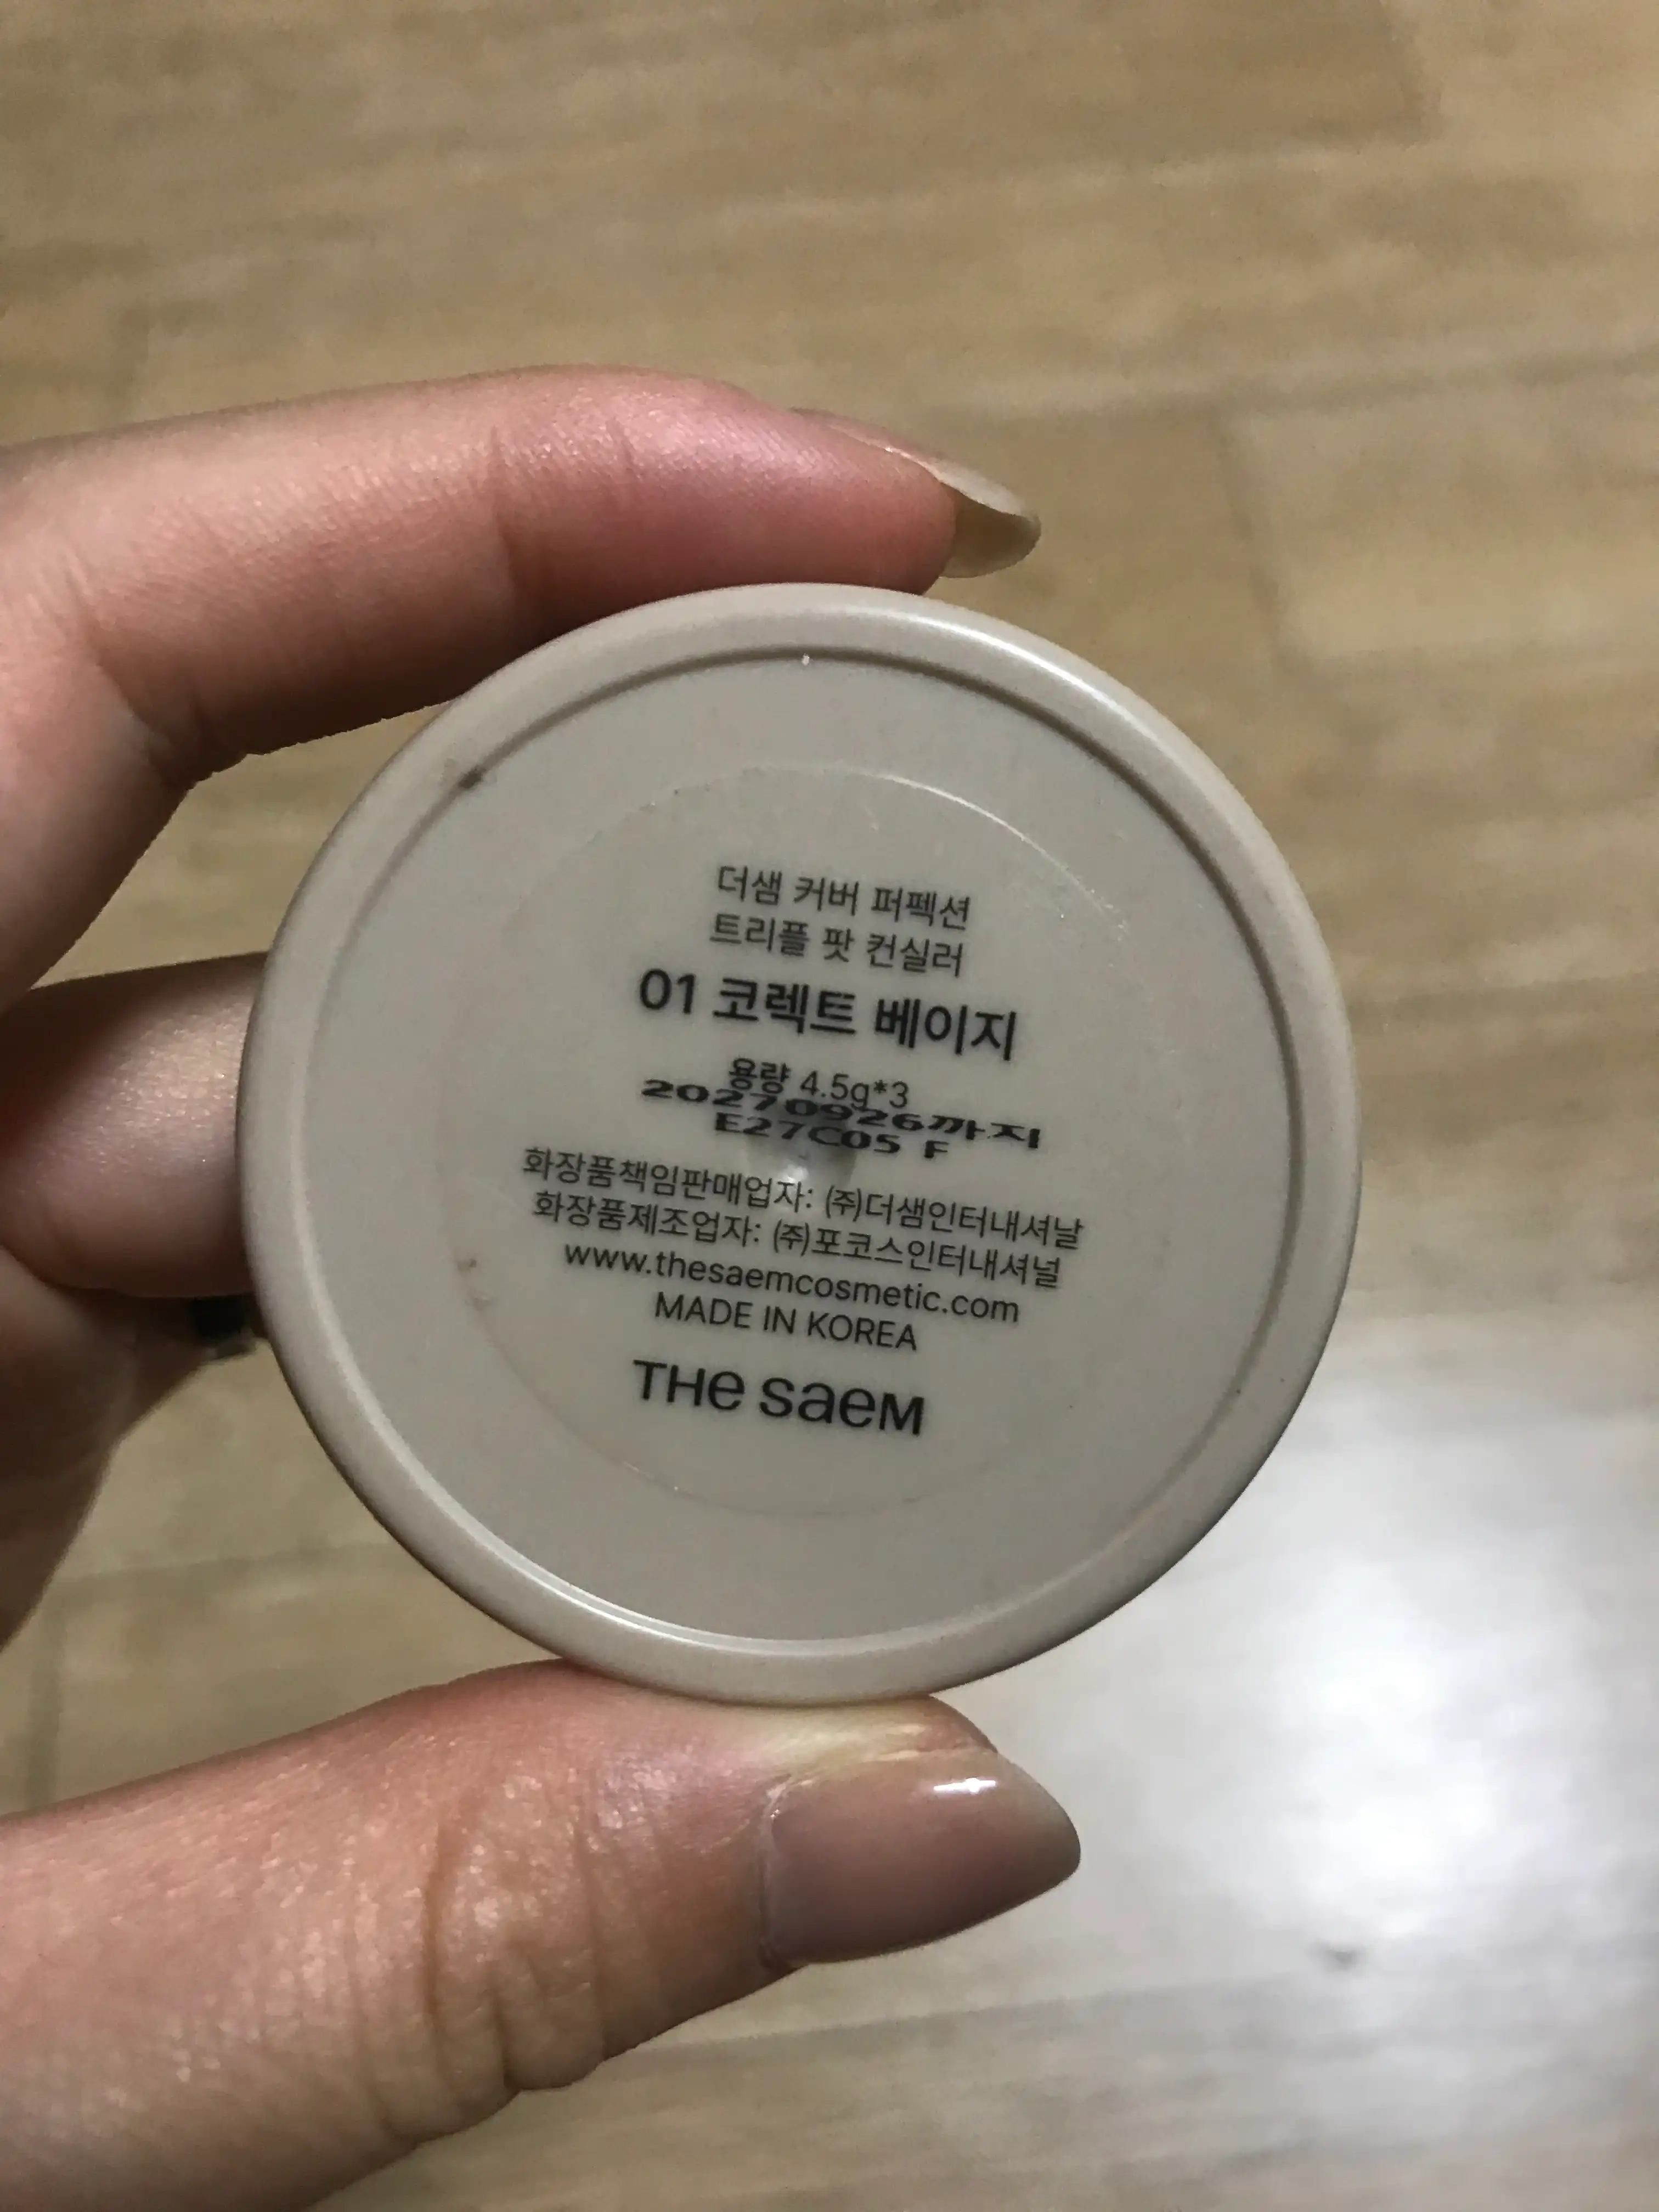 더샘 커버 퍼펙션
트리플 팟 컨실러
01 코렉트 베이지
용량 4.5g*3
20270926까지
E27C05 F
화장품책임판매업자: ㈜더샘인터내셔날
화장품제조업자: ㈜포코스인터내셔널
www.thesaemcosmetic.com
MADE IN KOREA
THE SAEM